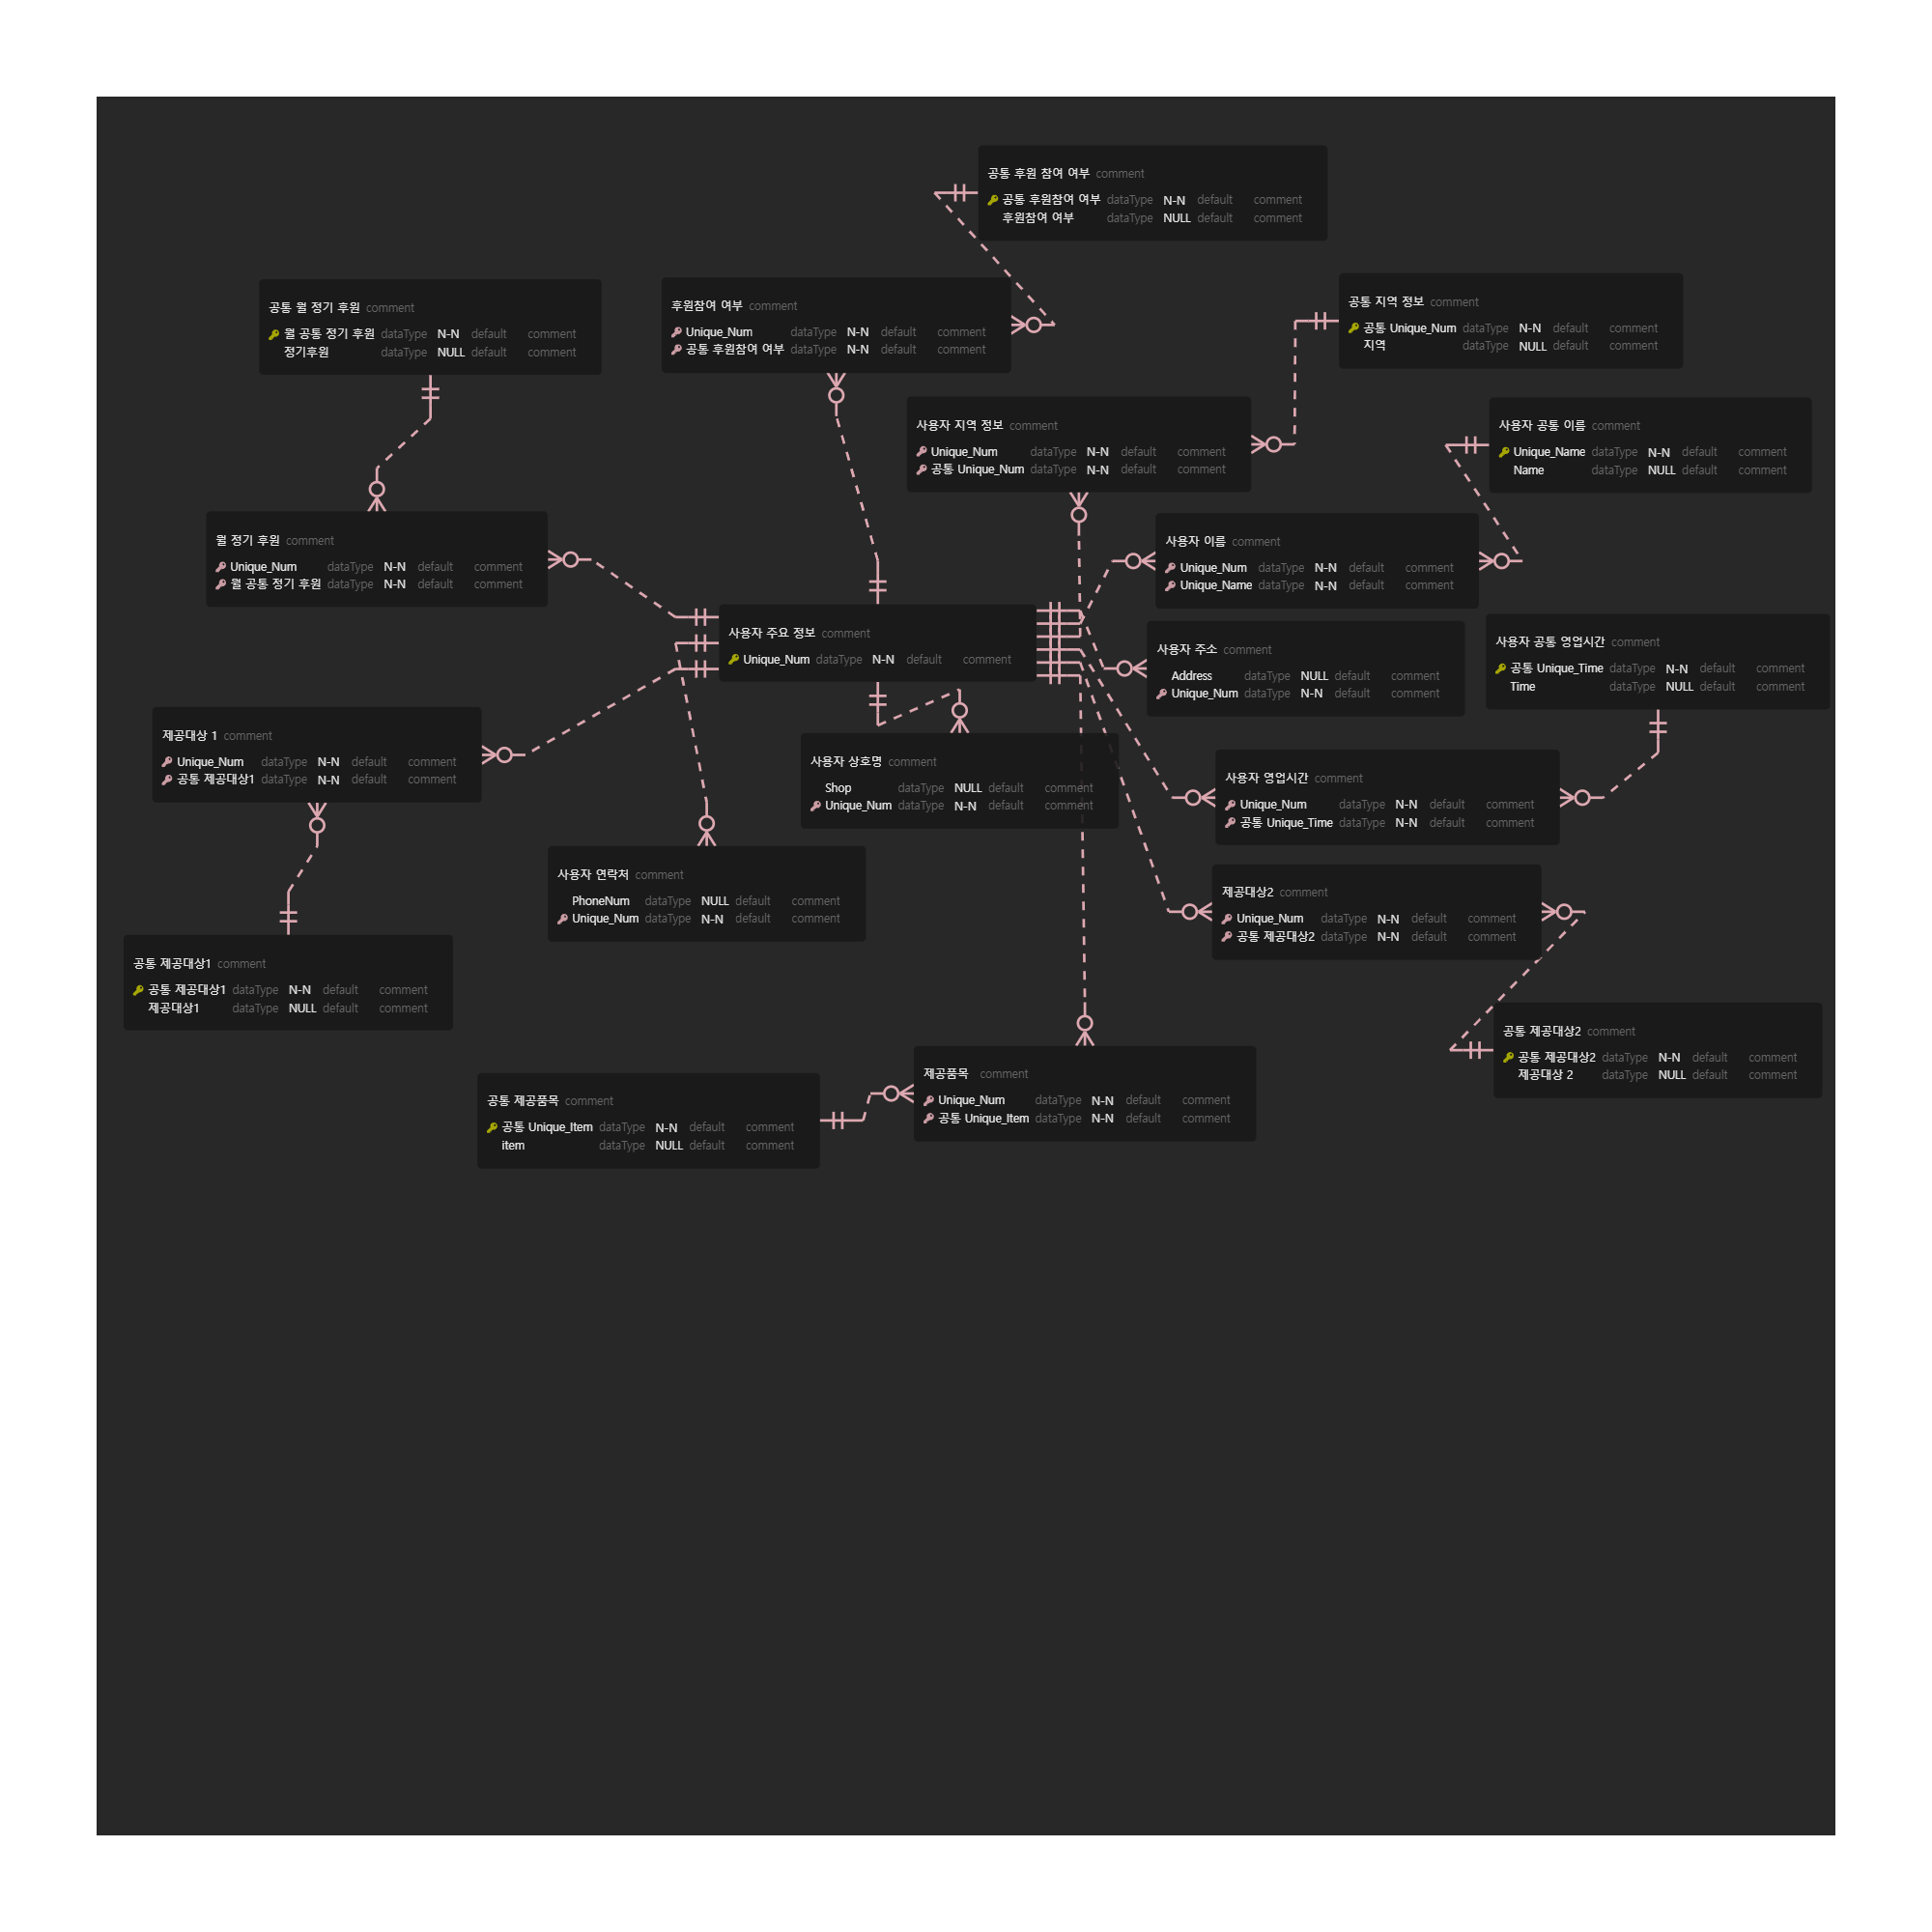 공통 후원 참여 여부 comment
공통 후원참여 여부 dataType N-N default comment
후원참여 여부 dataType NULL default comment
공통 월 정기 후원 comment
월 공통 정기 후원 dataType N-N default comment
정기후원 dataType NULL default comment
후원참여 여부 comment
Unique_Num dataType N-N default comment
공통 후원참여 여부 dataType N-N default comment
공통 지역 정보 comment
공통 Unique_Num dataType N-N default comment
지역 dataType NULL default comment
사용자 지역 정보 comment
Unique_Num dataType N-N default comment
공통 Unique_Num dataType N-N default comment
사용자 공통 이름 comment
Unique_Name dataType N-N default comment
Name dataType NULL default comment
월 정기 후원 comment
Unique_Num dataType N-N default comment
월 공통 정기 후원 dataType N-N default comment
사용자 이름 comment
Unique_Num dataType N-N default comment
Unique_Name dataType N-N default comment
사용자 주요 정보 comment
Unique_Num dataType N-N default comment
사용자 주소 comment
Address dataType NULL default comment
Unique_Num dataType N-N default comment
사용자 공통 영업시간 comment
공통 Unique_Time dataType N-N default comment
Time dataType NULL default comment
제공대상 1 comment
Unique_Num dataType N-N default comment
공통 제공대상1 dataType N-N default comment
사용자 상호명 comment
Shop dataType NULL default comment
Unique_Num dataType N-N default comment
사용자 영업시간 comment
Unique_Num dataType N-N default comment
공통 Unique_Time dataType N-N default comment
사용자 연락처 comment
PhoneNum dataType NULL default comment
Unique_Num dataType N-N default comment
제공대상2 comment
Unique_Num dataType N-N default comment
공통 제공대상2 dataType N-N default comment
공통 제공대상1 comment
공통 제공대상1 dataType N-N default comment
제공대상1 dataType NULL default comment
공통 제공대상2 comment
공통 제공대상2 dataType N-N default comment
제공대상 2 dataType NULL default comment
제공품목 comment
Unique_Num dataType N-N default comment
공통 Unique_Item dataType N-N default comment
공통 제공품목 comment
공통 Unique_Item dataType N-N default comment
item dataType NULL default comment